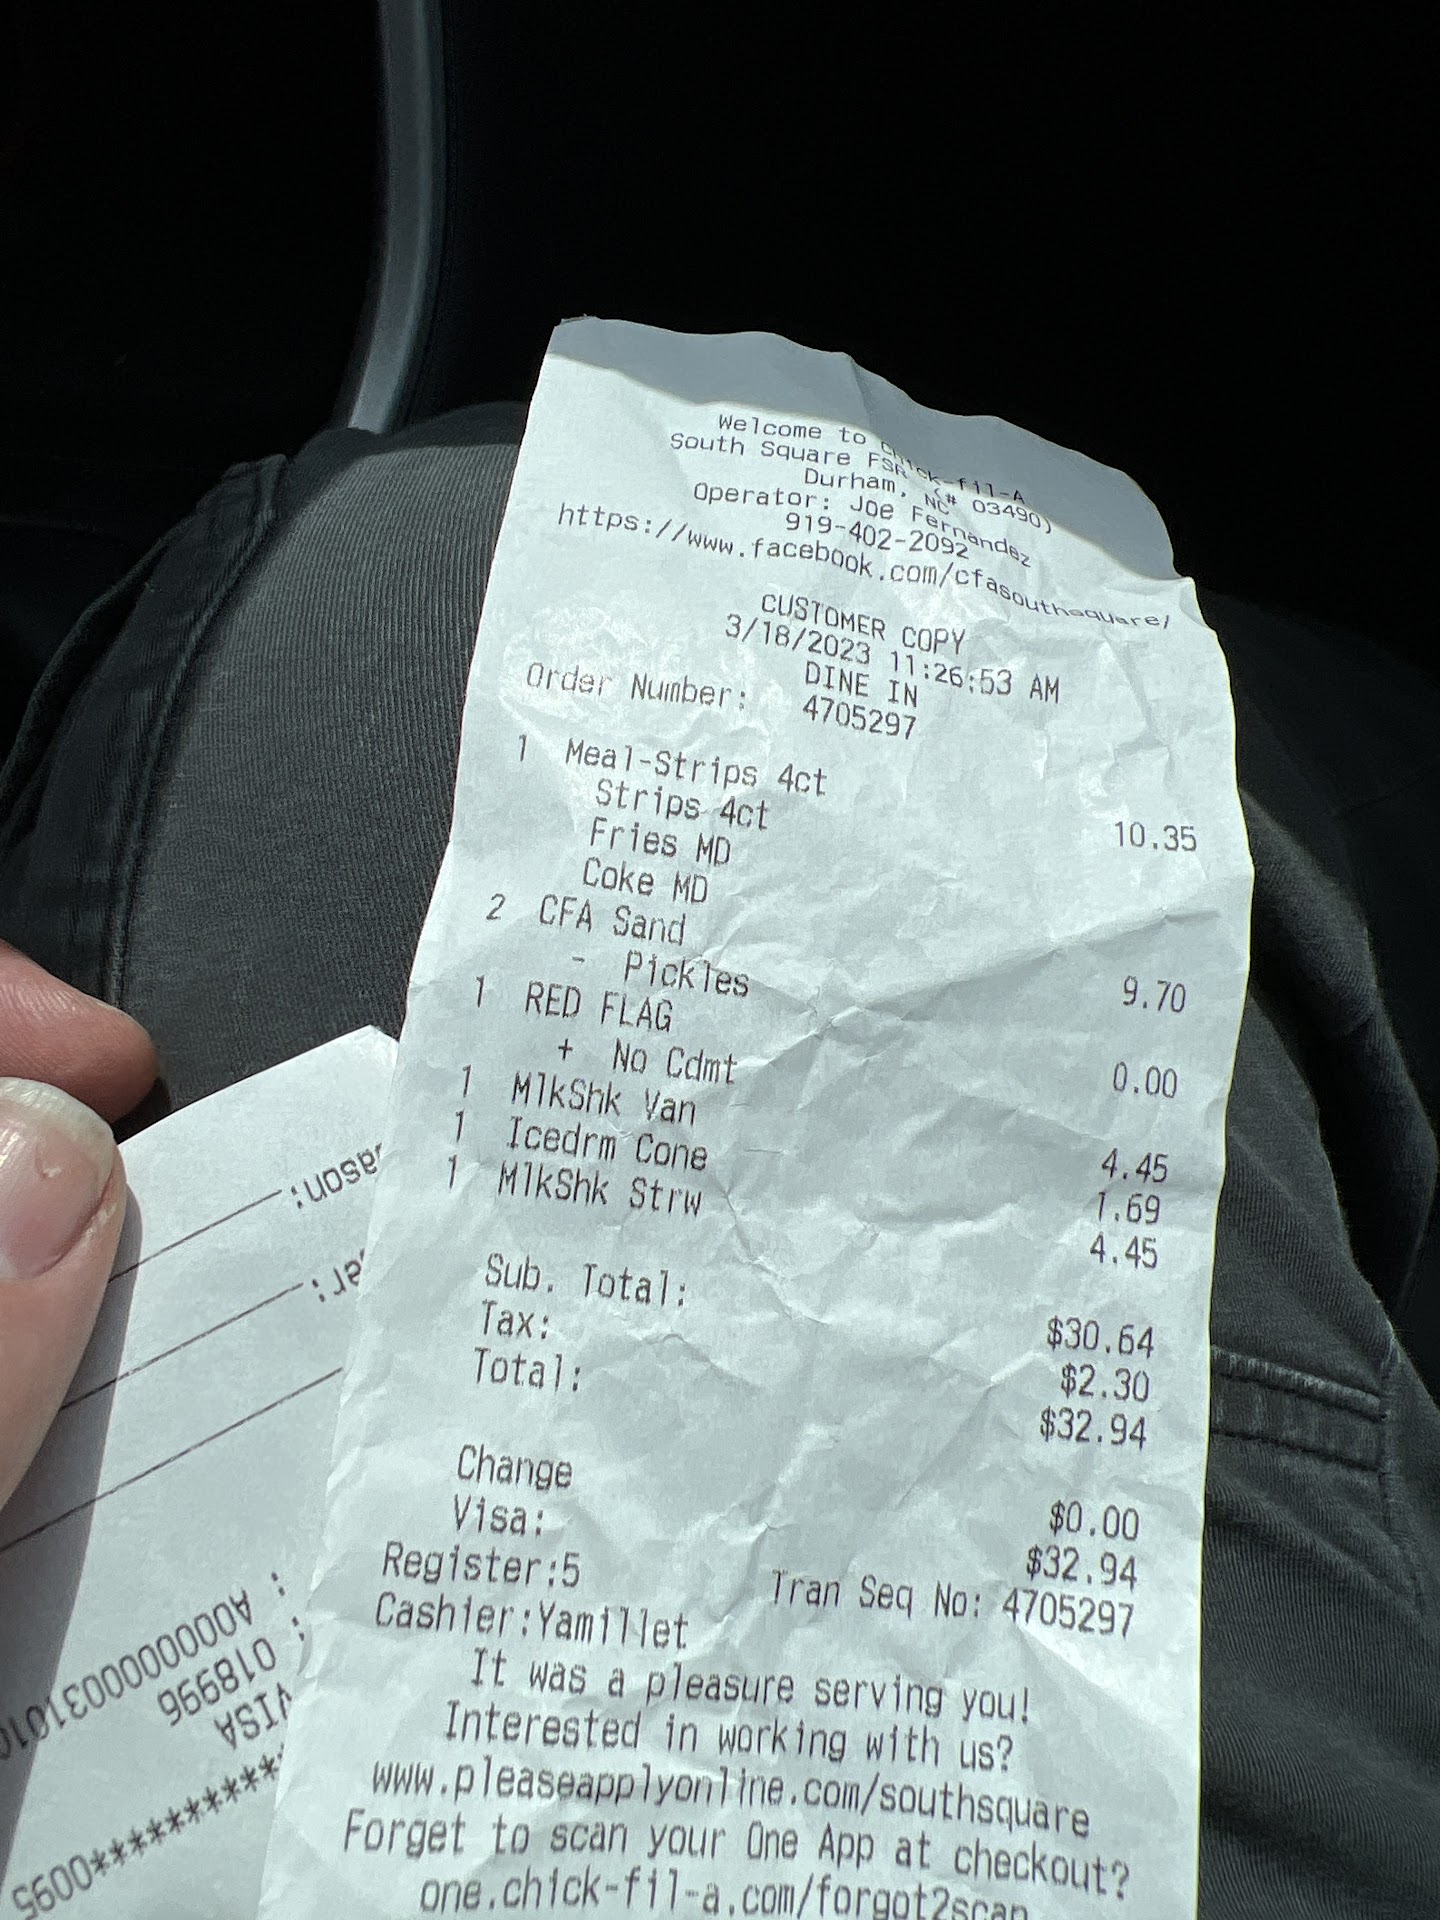 Welcome to Chick-fil-A
South Square FSR (# 03490)
Durham, NC
Operator: Joe Fernandez
919-402-2092
https://www.facebook.com/cfasouthsquare/
CUSTOMER COPY
3/18/2023 11:26:53 AM
DINE IN
Order Number: 4705297
1 Meal-Strips 4ct 10.35
Strips 4ct
Fries MD
Coke MD
2 CFA Sand 9.70
- Pickles
1 RED FLAG 0.00
+ No Cdmt
1 MlkShk Van 4.45
1 Icedrm Cone 1.69
1 MlkShk Strw 4.45
Sub. Total: $30.64
Tax: $2.30
Total: $32.94
Change $0.00
Visa: $32.94
Register:5 Tran Seq No: 4705297
Cashier:Yamillet
It was a pleasure serving you!
Interested in working with us?
www.pleaseapplyonline.com/southsquare
Forget to scan your One App at checkout?
one.chick-fil-a.com/forgot2scan
************0095
VISA
: 018996
: A000000003101